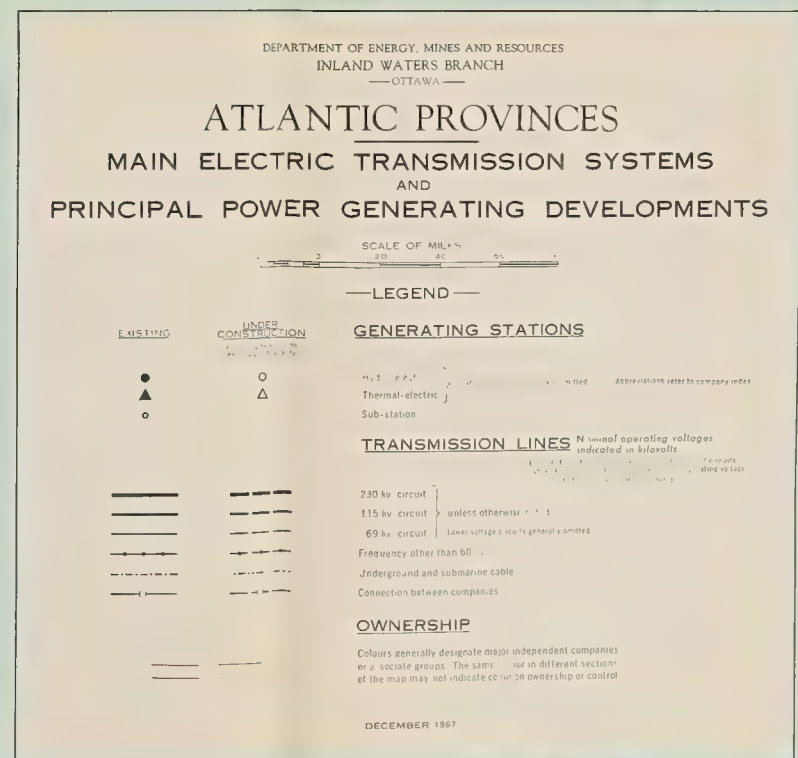 DEPARTMENT OF ENERGY, MINES AND RESOURCES
INLAND WATERS BRANCH
OTTAWA
ATLANTIC PROVINCES
MAIN ELECTRIC TRANSMISSION SYSTEMS
AND
PRINCIPAL POWER GENERATING DEVELOPMENTS
SCALE OF MILES
0 20 40
LEGEND
EXISTING
UNDER CONSTRUCTION
GENERATING STATIONS
Abbreviations refer to company index
Thermal-electric
Sub-station
TRANSMISSION LINES Nominal operating voltages
indicated in kilovolts
230 kv circuit
115 kv circuit unless otherwise
69 kv circuit Lower voltage circuits generally omitted
Frequency other than 60
Underground and submarine cable
Connection between companies
OWNERSHIP
Colours generally designate major independent companies
or associate groups The same in different sections
of the map may not indicate common ownership or control
DECEMBER 1967